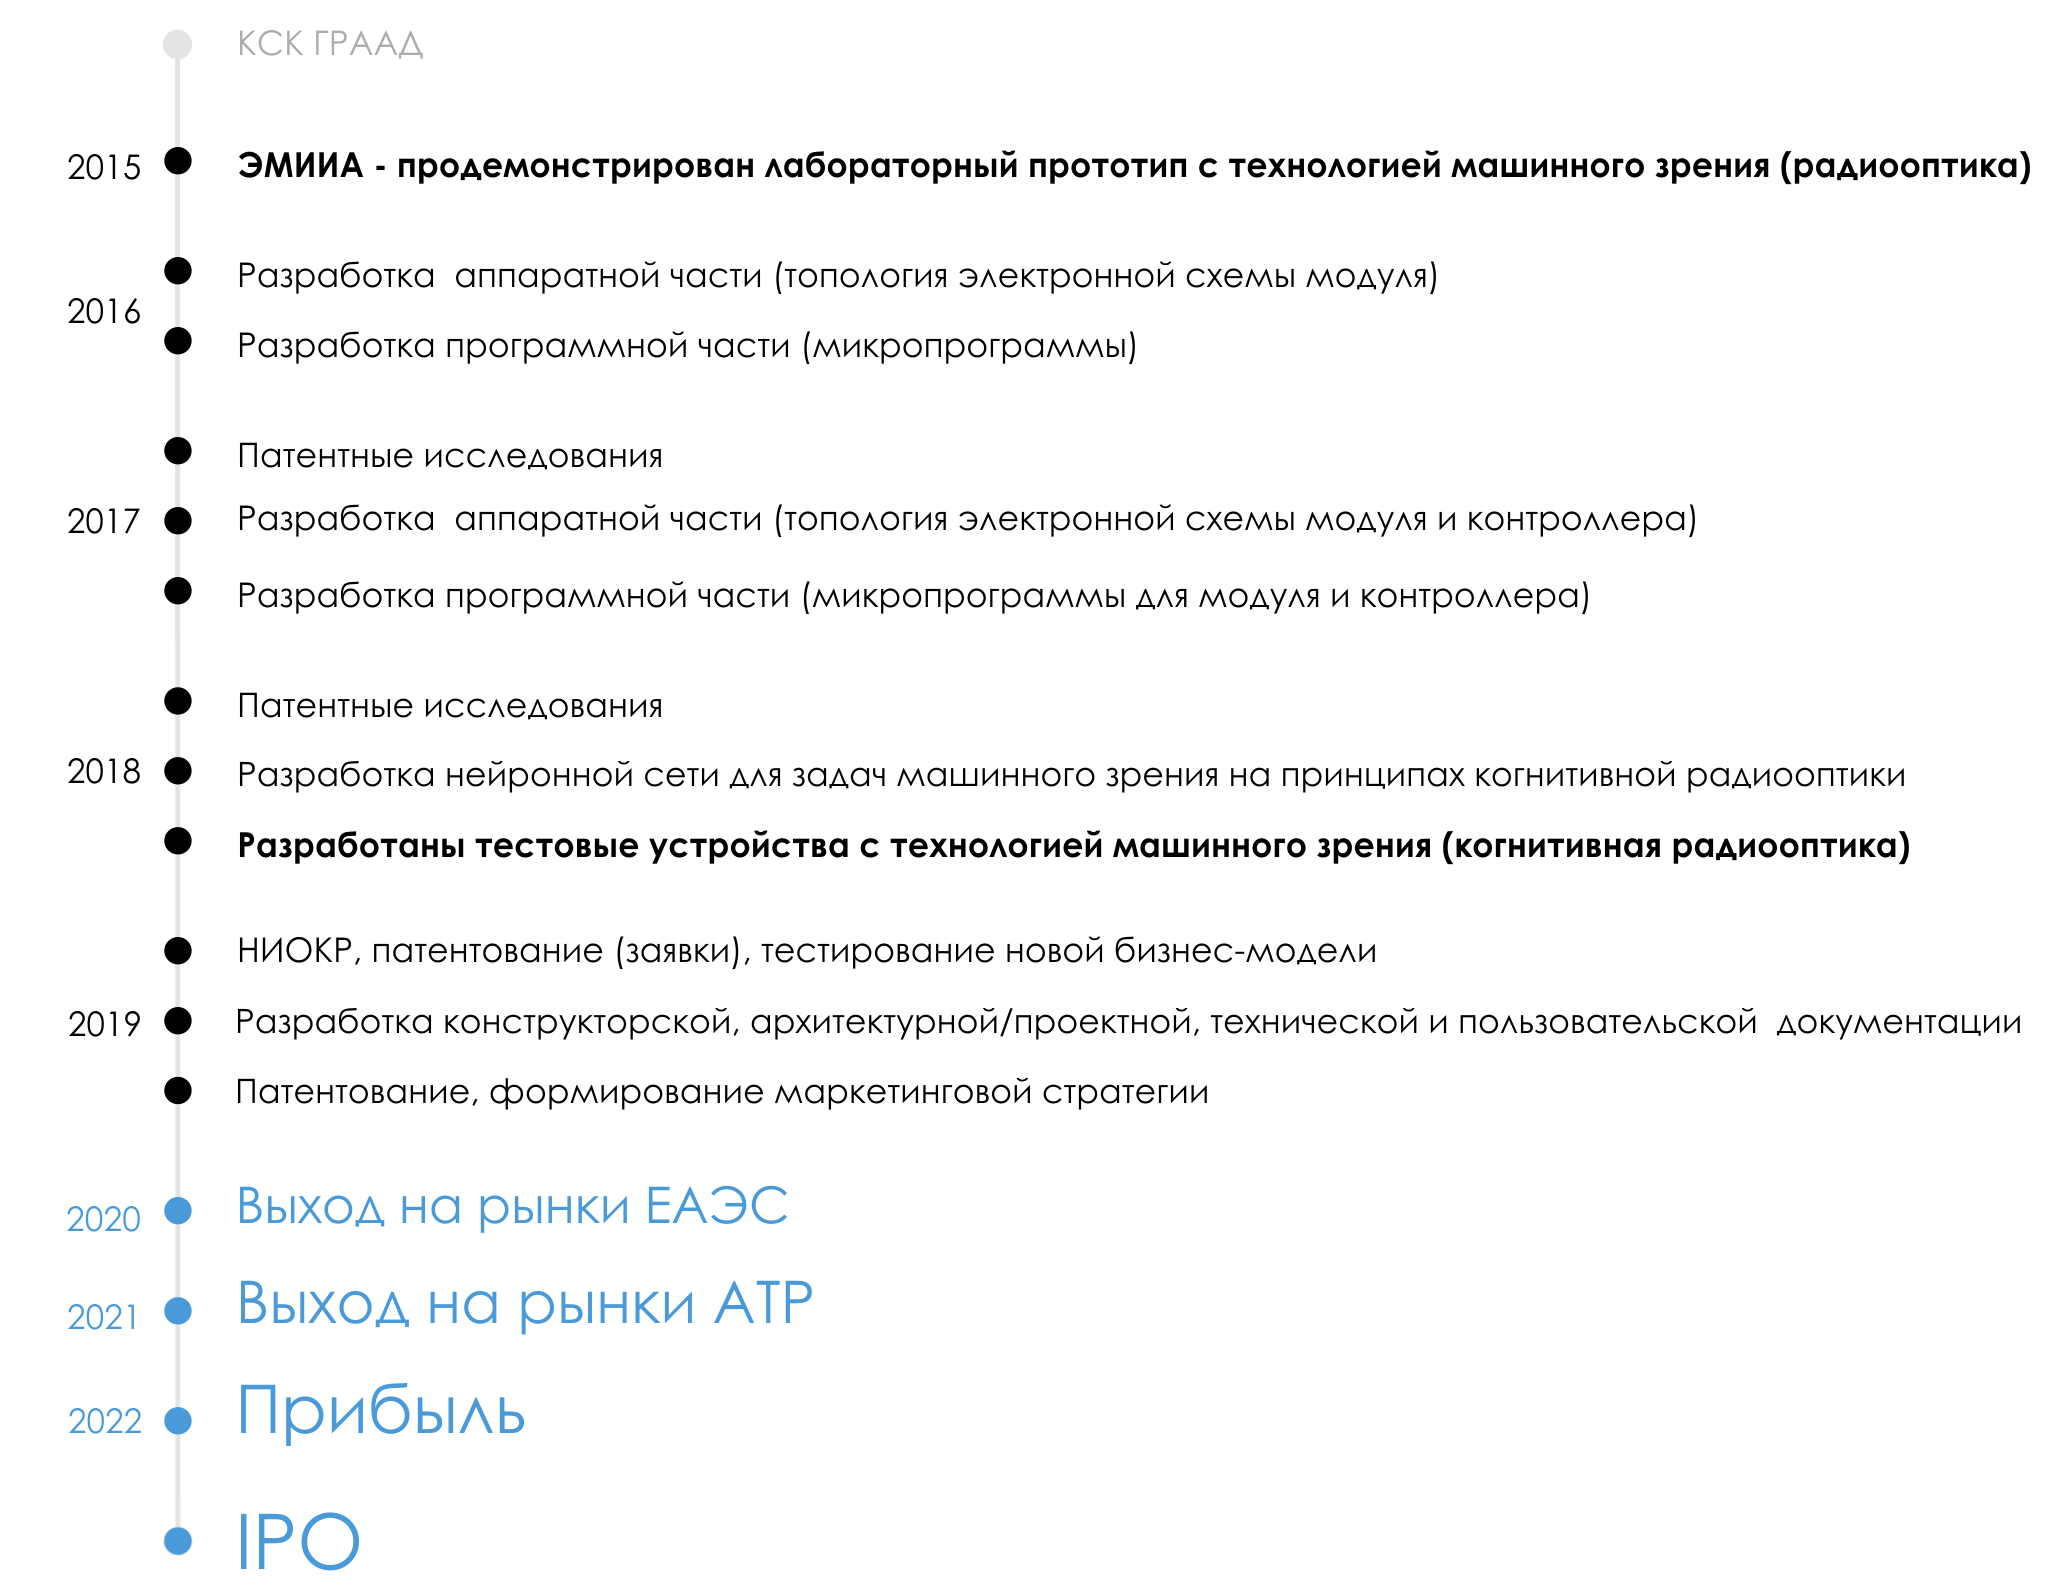 КСК ГРААД
2015 ЭМИИА - продемонстрирован лабораторный прототип с технологией машинного зрения (радиооптика)
Разработка аппаратной части (топология электронной схемы модуля)
2016
Разработка программной части (микропрограммы)
Патентные исследования
2017 Разработка аппаратной части (топология электронной схемы модуля и контроллера)
Разработка программной части (микропрограммы для модуля и контроллера)
Патентные исследования
2018 Разработка нейронной сети для задач машинного зрения на принципах когнитивной радиооптики
Разработаны тестовые устройства с технологией машинного зрения (когнитивная радиооптика)
НИОКР, патентование (заявки), тестирование новой бизнес-модели
2019 Разработка конструкторской, архитектурной/проектной, технической и пользовательской документации
Патентование, формирование маркетинговой стратегии
2020 Выход на рынки ЕАЭС
2021 Выход на рынки АТР
2022 Прибыль
IPO